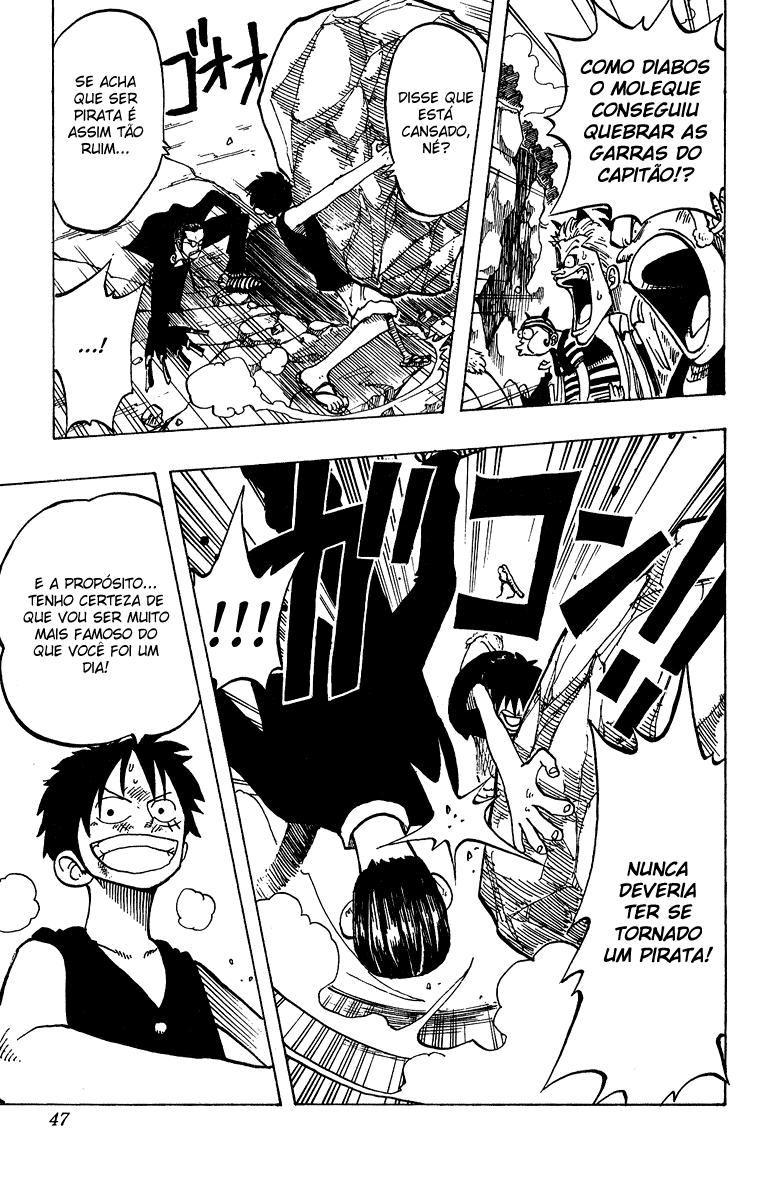 COMO DIABOS
O MOLEQUE
CONSEGUIU
QUEBRAR AS
GARRAS DO
CAPITÃO!?
DISSE QUE
ESTÁ
CANSADO,
NÉ?
ゴオオ
SE ACHA
QUE SER
PIRATA É
ASSIM TÃO
RUIM...
...!
ガゴコン!!
!!!
NUNCA
DEVERIA
TER SE
TORNADO
UM PIRATA!
E A PROPÓSITO...
TENHO CERTEZA DE
QUE VOU SER MUITO
MAIS FAMOSO DO
QUE VOCÊ FOI UM
DIA!
47